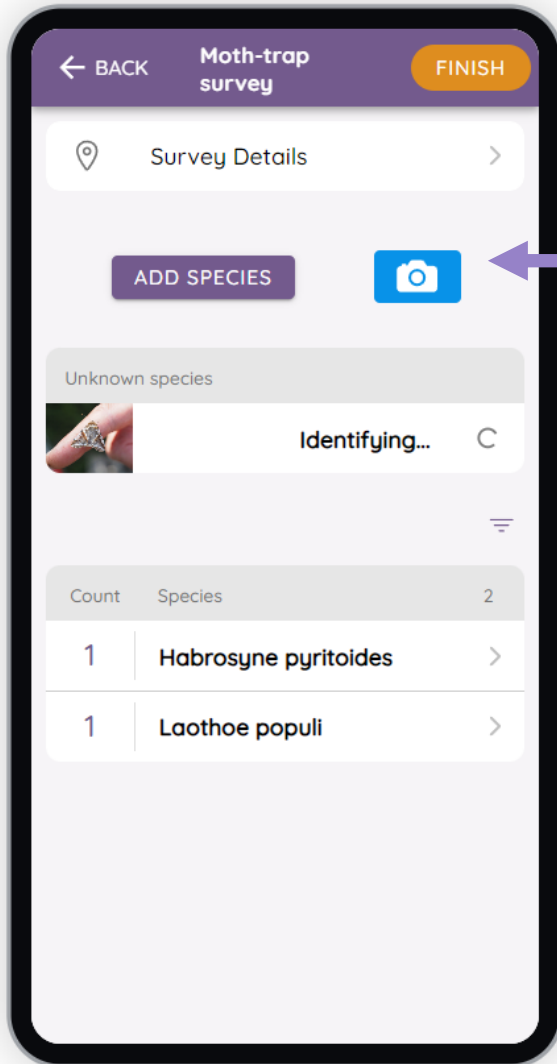 BACK
Moth-trap
survey
FINISH
Survey Details
ADD SPECIES
Unknown species
Identifying...
Count Species 2
1 Habrosyne pyritoides
1 Laothoe populi